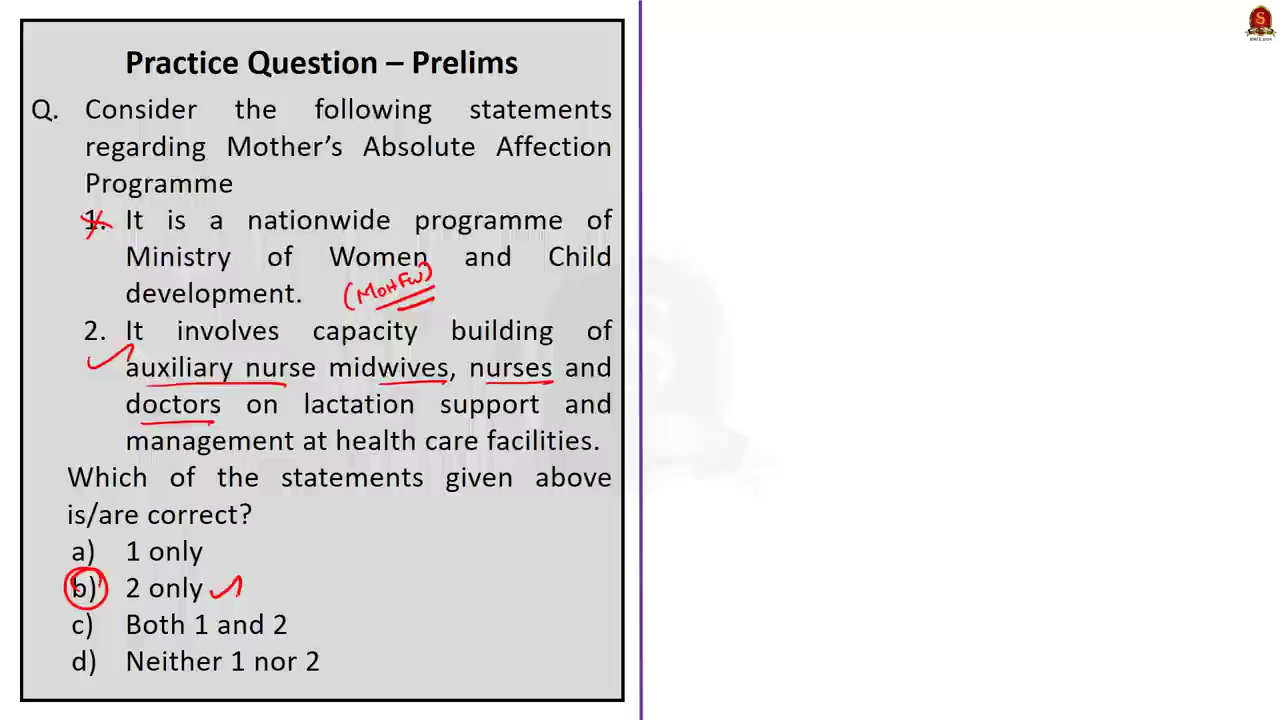 Practice Question – Prelims
Q. Consider the following statements
regarding Mother's Absolute Affection
Programme
1. It is a nationwide programme of
Ministry of Women and Child
development. (MOHFW)
2. It involves capacity building of
auxiliary nurse midwives, nurses and
doctors on lactation support and
management at health care facilities.
Which of the statements given above
is/are correct?
a) 1 only
b) 2 only
c) Both 1 and 2
d) Neither 1 nor 2
S
SINCE 2004